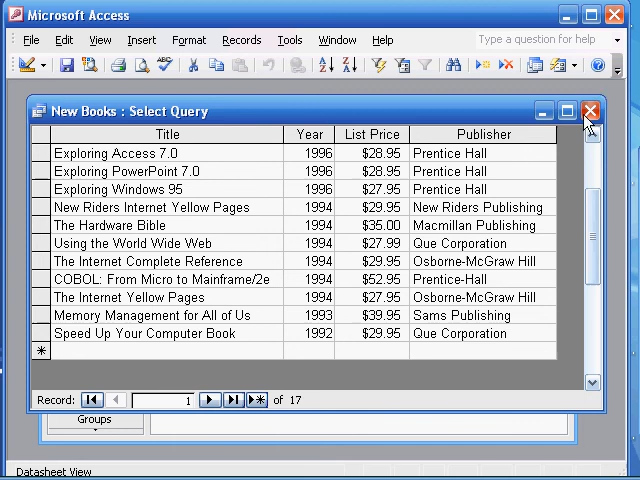 Microsoft Access
File Edit View Insert Format Records Tools Window Help Type a question for help
New Books : Select Query
Title Year List Price Publisher
Exploring Access 7.0 1996 $28.95 Prentice Hall
Exploring PowerPoint 7.0 1996 $28.95 Prentice Hall
Exploring Windows 95 1996 $27.95 Prentice Hall
New Riders Internet Yellow Pages 1994 $29.95 New Riders Publishing
The Hardware Bible 1994 $35.00 Macmillan Publishing
Using the World Wide Web 1994 $27.99 Que Corporation
The Internet Complete Reference 1994 $29.95 Osborne-McGraw Hill
COBOL: From Micro to Mainframe/2e 1994 $52.95 Prentice-Hall
The Internet Yellow Pages 1994 $27.95 Osborne-McGraw Hill
Memory Management for All of Us 1993 $39.95 Sams Publishing
Speed Up Your Computer Book 1992 $29.95 Que Corporation
Record: 1 of 17
Groups
Datasheet View